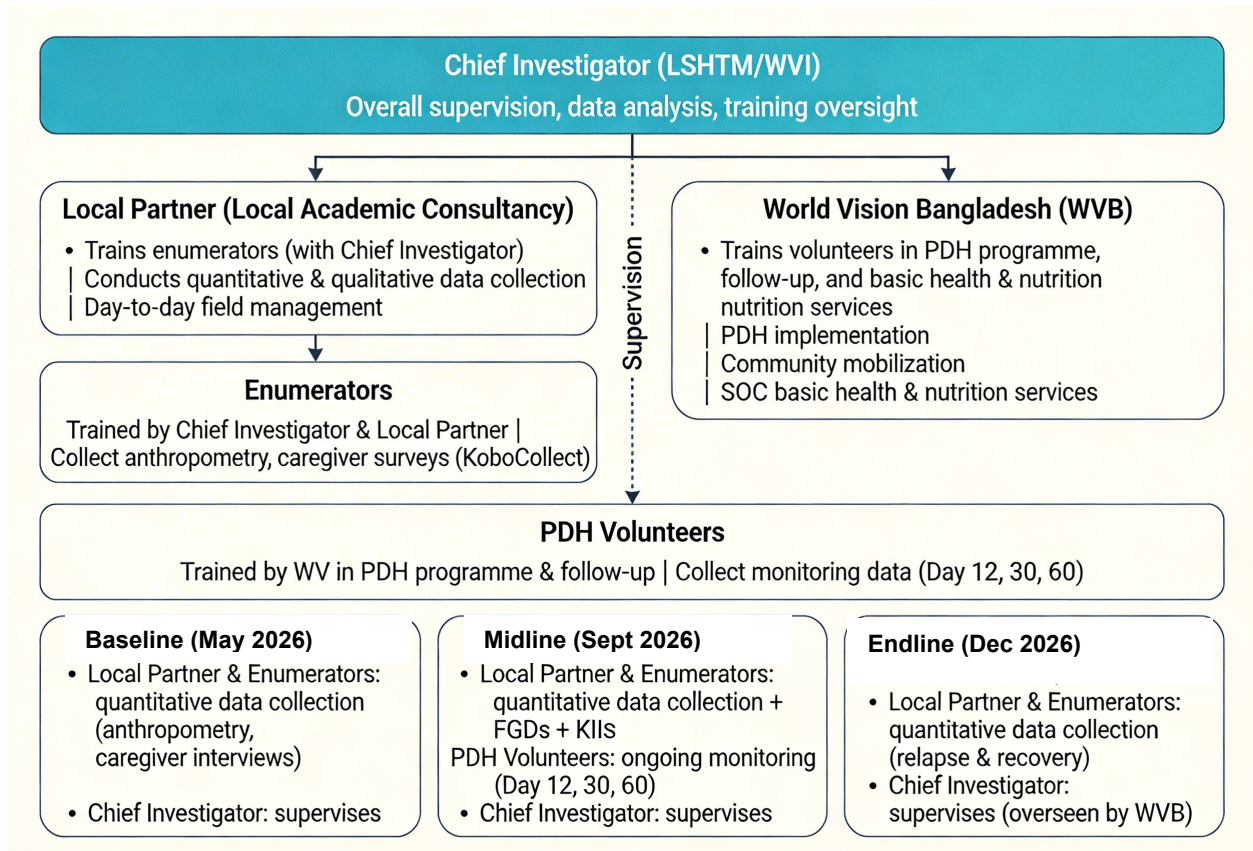 Chief Investigator (LSHTM/WVI)
Overall supervision, data analysis, training oversight
Local Partner (Local Academic Consultancy)
• Trains enumerators (with Chief Investigator)
| Conducts quantitative & qualitative data collection
| Day-to-day field management
Enumerators
Trained by Chief Investigator & Local Partner |
Collect anthropometry, caregiver surveys (KoboCollect)
Supervision
World Vision Bangladesh (WVB)
• Trains volunteers in PDH programme,
follow-up, and basic health & nutrition
nutrition services
| PDH implementation
| Community mobilization
| SOC basic health & nutrition services
PDH Volunteers
Trained by WV in PDH programme & follow-up | Collect monitoring data (Day 12, 30, 60)
Baseline (May 2026)
• Local Partner & Enumerators:
quantitative data collection
(anthropometry,
caregiver interviews)
• Chief Investigator: supervises
Midline (Sept 2026)
• Local Partner & Enumerators:
quantitative data collection +
FGDs + KIIs
PDH Volunteers: ongoing monitoring
(Day 12, 30, 60)
• Chief Investigator: supervises
Endline (Dec 2026)
• Local Partner & Enumerators:
quantitative data collection
(relapse & recovery)
• Chief Investigator:
supervises (overseen by WVB)